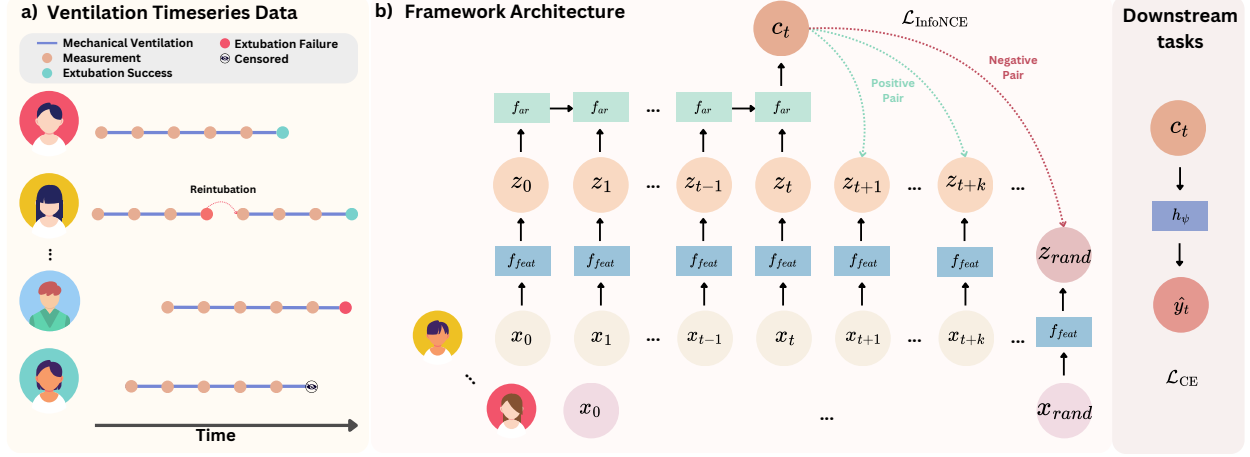 a) Ventilation Timeseries Data
Mechanical Ventilation
Extubation Failure
Measurement
Censored
Extubation Success
Reintubation
...
Time
b) Framework Architecture
c_t
ℒ_InfoNCE
Positive
Pair
Negative
Pair
f_ar f_ar ... f_ar f_ar
z_0 z_1 ... z_{t−1} z_t z_{t+1} ... z_{t+k} ...
z_rand
f_feat f_feat f_feat f_feat f_feat f_feat
x_0 x_1 ... x_{t−1} x_t x_{t+1} ... x_{t+k} ...
f_feat
...
x_0 ... x_rand
Downstream
tasks
c_t
h_ψ
ŷ_t
ℒ_CE